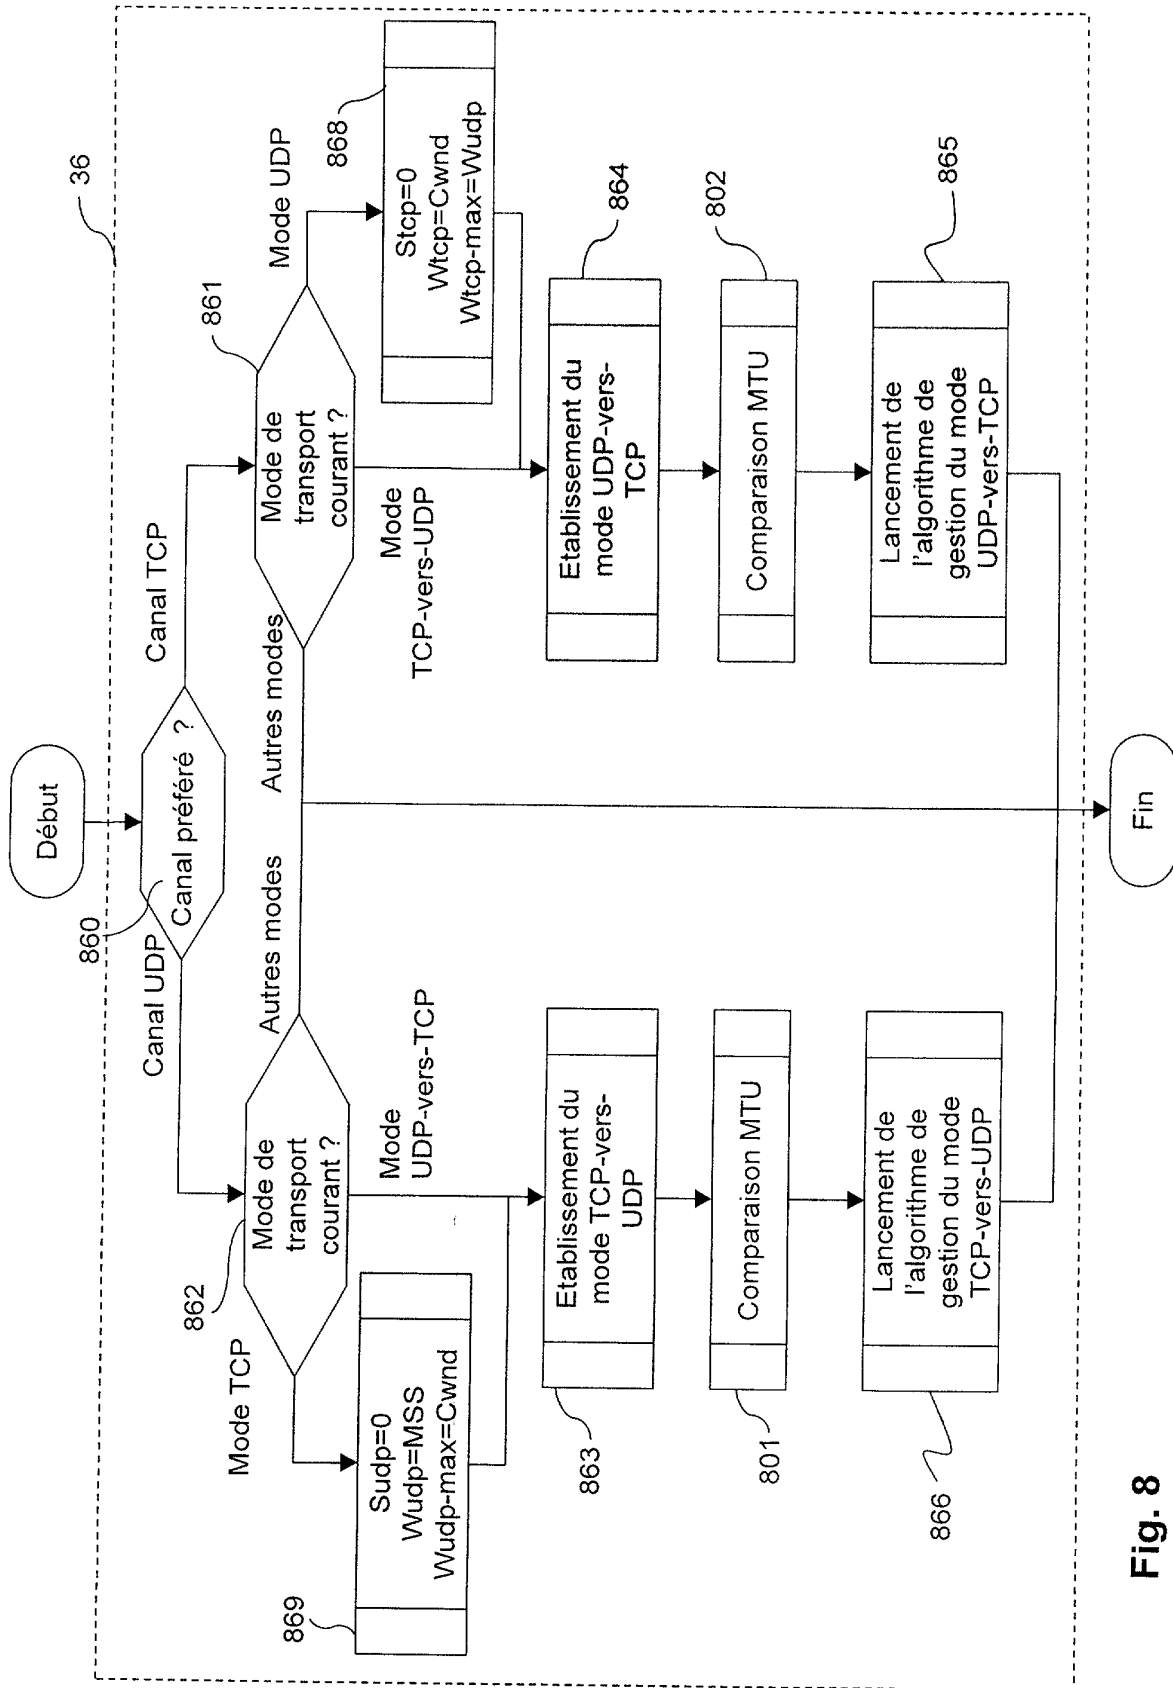 36
Début
860
Canal préféré ?
Canal UDP
Canal TCP
862
Mode de
transport
courant ?
Autres modes
Autres modes
861
Mode de
transport
courant ?
Mode TCP
Mode
UDP-vers-TCP
Mode
TCP-vers-UDP
Mode UDP
869
Sudp=0
Wudp=MSS
Wudp-max=Cwnd
868
Stcp=0
Wtcp=Cwnd
Wtcp-max=Wudp
863
Etablissement du
mode TCP-vers-
UDP
864
Etablissement du
mode UDP-vers-
TCP
801
Comparaison MTU
802
Comparaison MTU
866
Lancement de
l'algorithme de
gestion du mode
TCP-vers-UDP
865
Lancement de
l'algorithme de
gestion du mode
UDP-vers-TCP
Fin
Fig. 8